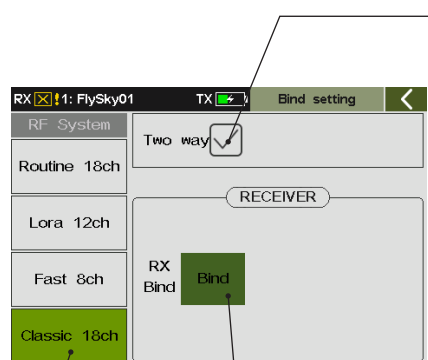 RX !1: FlySky01 TX Bind setting
RF System
Two way
Routine 18ch
RECEIVER
Lora 12ch
RX
Bind
Bind
Fast 8ch
Classic 18ch